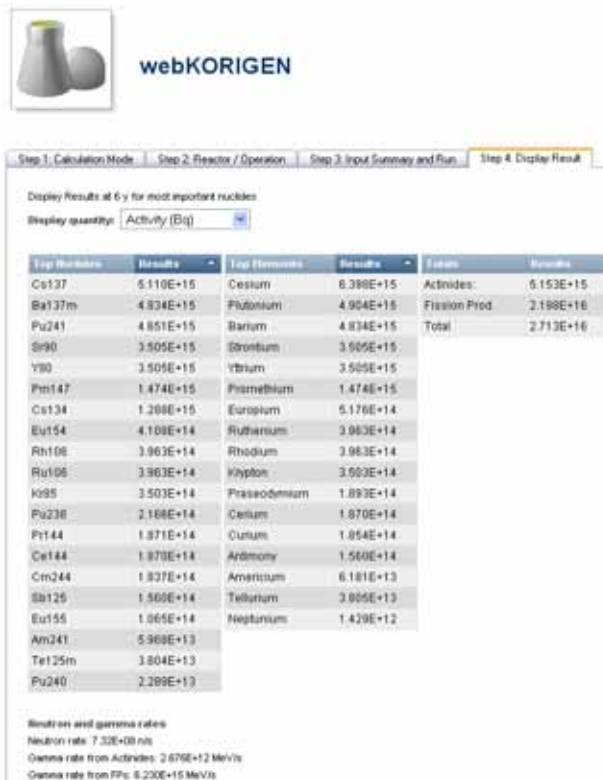 webKORIGEN
Step 1: Calculation Mode Step 2: Reactor / Operation Step 3: Input Summary and Run Step 4: Display Result
Display Results at 6 y for most important nuclides
Display quantity: Activity (Bq)
Top Nuclides Results Top Elements Results Totals Results
Cs137 5.110E+15 Cesium 6.398E+15 Actinides: 5.153E+15
Ba137m 4.834E+15 Plutonium 4.904E+15 Fission Prod. 2.198E+16
Pu241 4.651E+15 Barium 4.834E+15 Total 2.713E+16
Sr90 3.505E+15 Strontium 3.505E+15
Y90 3.505E+15 Yttrium 3.505E+15
Pm147 1.474E+15 Promethium 1.474E+15
Cs134 1.288E+15 Europium 5.176E+14
Eu154 4.108E+14 Ruthenium 3.963E+14
Rh106 3.963E+14 Rhodium 3.963E+14
Ru106 3.963E+14 Krypton 3.503E+14
Kr85 3.503E+14 Praseodymium 1.893E+14
Pu238 2.186E+14 Cerium 1.870E+14
Pr144 1.871E+14 Curium 1.854E+14
Ce144 1.870E+14 Antimony 1.560E+14
Cm244 1.837E+14 Americium 6.181E+13
Sb125 1.560E+14 Tellurium 3.805E+13
Eu155 1.065E+14 Neptunium 1.429E+12
Am241 5.968E+13
Te125m 3.804E+13
Pu240 2.289E+13
Neutron and gamma rates
Neutron rate: 7.32E+08 n/s
Gamma rate from Actinides: 2.676E+12 MeV/s
Gamma rate from FPs: 6.230E+15 MeV/s